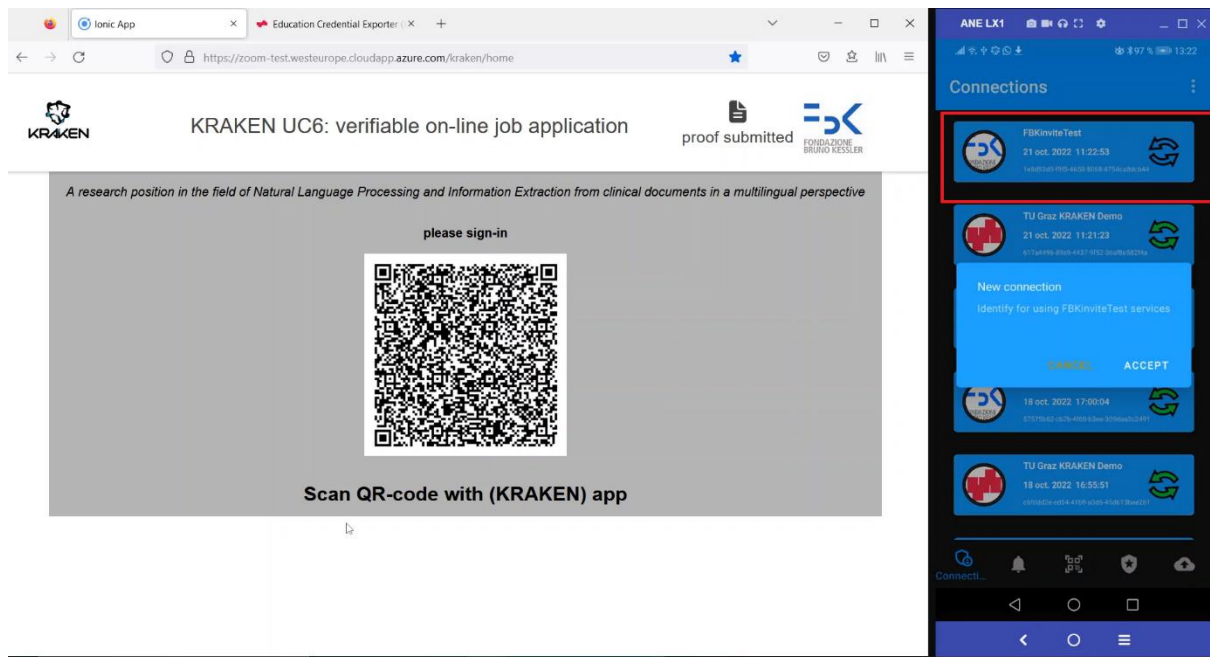 Ionic App
Education Credential Exporter (
https://zoom-test.westeurope.cloudapp.azure.com/kraken/home
KRAKEN
KRAKEN UC6: verifiable on-line job application
proof submitted
FONDAZIONE
BRUNO KESSLER
A research position in the field of Natural Language Processing and Information Extraction from clinical documents in a multilingual perspective
please sign-in
Scan QR-code with (KRAKEN) app
ANE LX1
97 % 13:22
Connections
FBKinviteTest
21 oct. 2022 11:22:53
TU Graz KRAKEN Demo
21 oct. 2022 11:21:23
New connection
Identify for using FBKinviteTest services
CANCEL ACCEPT
18 oct. 2022 17:00:04
TU Graz KRAKEN Demo
18 oct. 2022 16:55:51
Connecti...